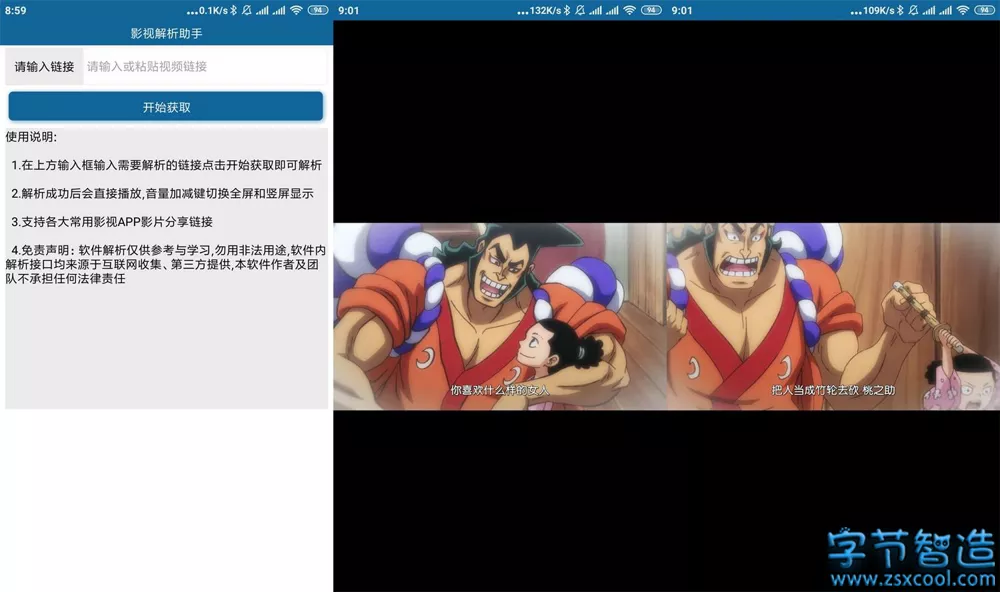 8:59
...0.1K/s
94
影视解析助手
请输入链接
请输入或粘贴视频链接
开始获取
使用说明:
1.在上方输入框输入需要解析的链接点击开始获取即可解析
2.解析成功后会直接播放,音量加减键切换全屏和竖屏显示
3.支持各大常用影视APP影片分享链接
4.免责声明：软件解析仅供参考与学习,勿用非法用途,软件内
解析接口均来源于互联网收集、第三方提供,本软件作者及团
队不承担任何法律责任
9:01
...132K/s
94
你喜欢什么样的女人
9:01
...109K/s
94
把人当成竹轮去砍 桃之助
字节智造
www.zsxcool.com